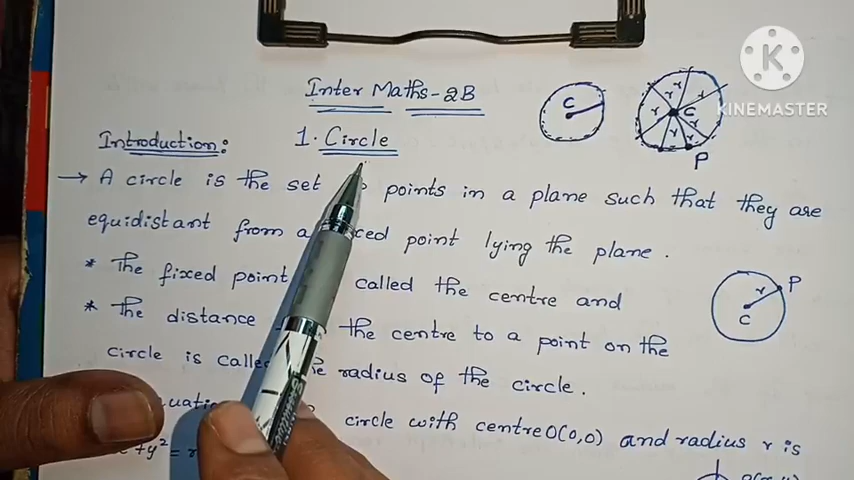 Inter Maths-2B
1. Circle
Introduction:
→ A circle is the set points in a plane such that they are
equidistant from a point lying the plane.
* The fixed point called the centre and
* The distance the centre to a point on the
circle is called radius of the circle.
circle with centre O(0,0) and radius r is
C
r r r r r r r
C
P
r
C
P
K
KINEMASTER